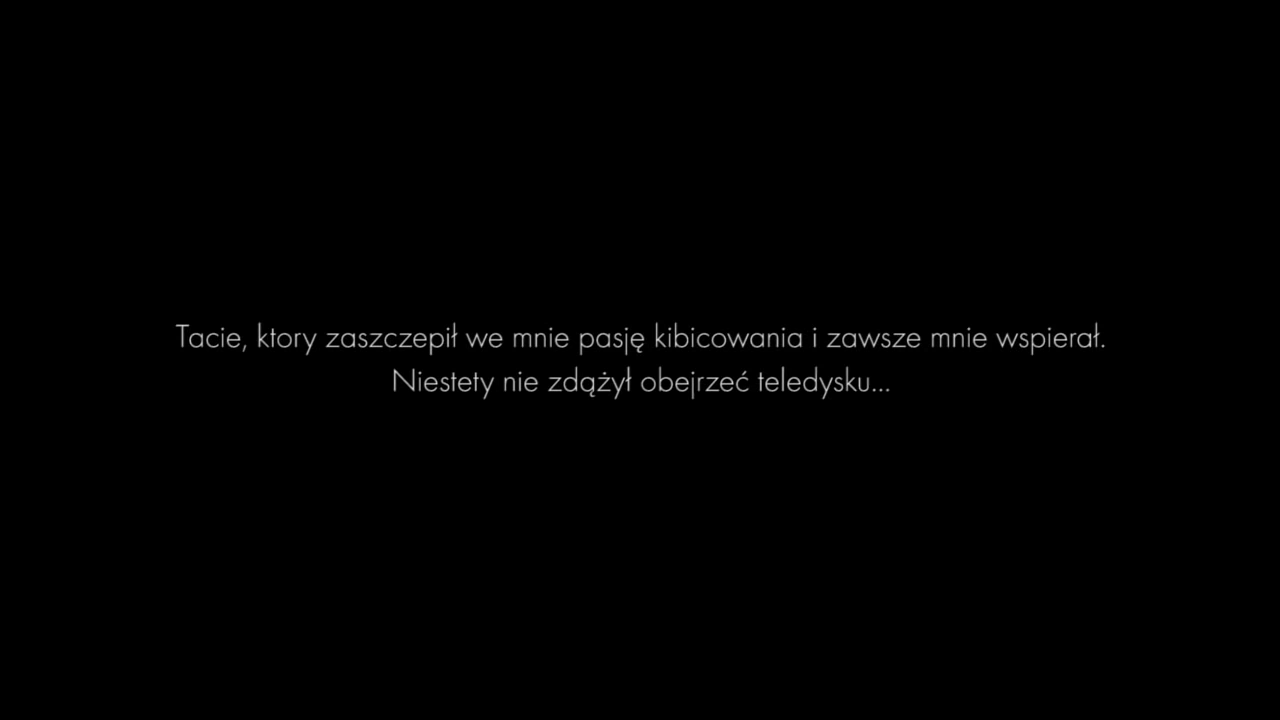 Tacie, ktory zaszczepił we mnie pasję kibicowania i zawsze mnie wspierał.
Niestety nie zdążył obejrzeć teledysku...